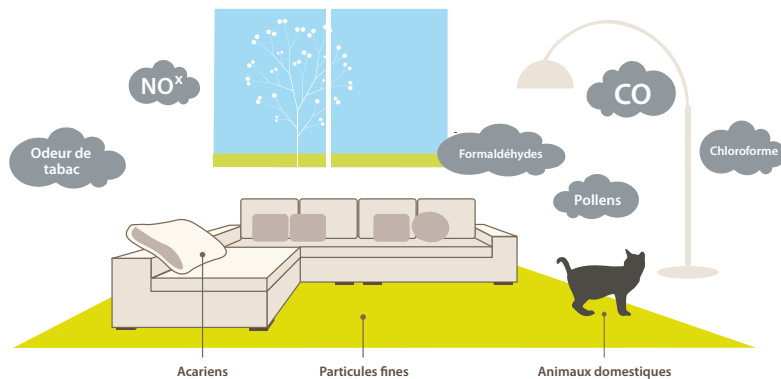 NOˣ
CO
Odeur de
tabac
Formaldéhydes
Chloroforme
Pollens
Acariens
Particules fines
Animaux domestiques